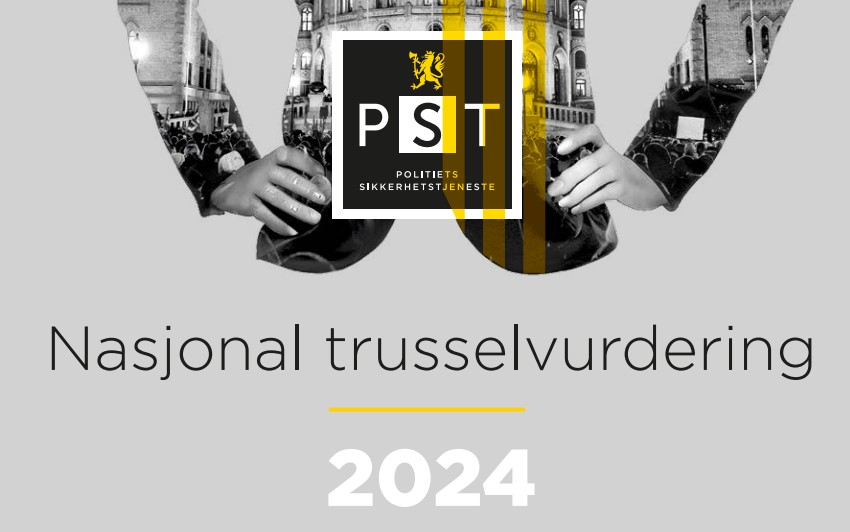 PST
POLITIETS
SIKKERHETSTJENESTE
Nasjonal trusselvurdering
2024